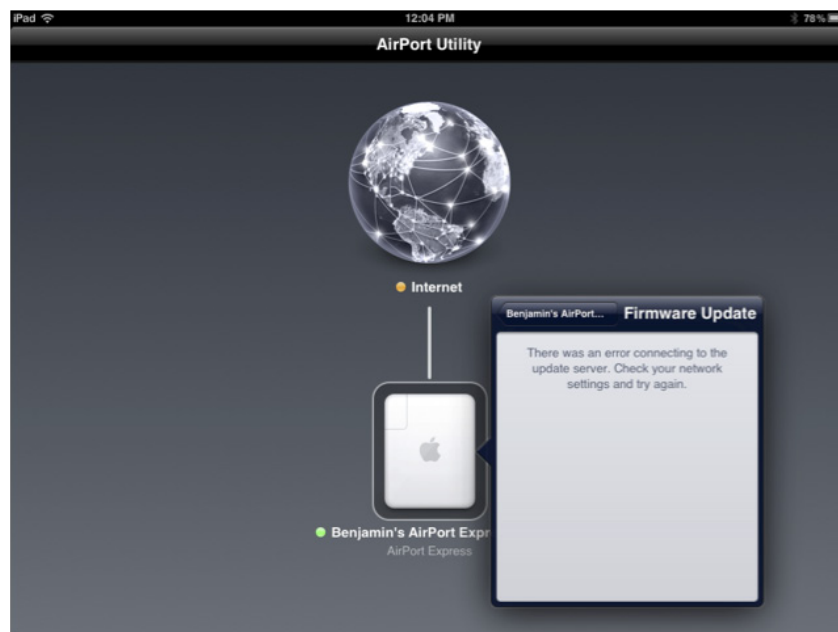 iPad 12:04 PM 78%
AirPort Utility
Internet
Benjamin's AirPort... Firmware Update
There was an error connecting to the
update server. Check your network
settings and try again.
Benjamin's AirPort Expr
AirPort Express